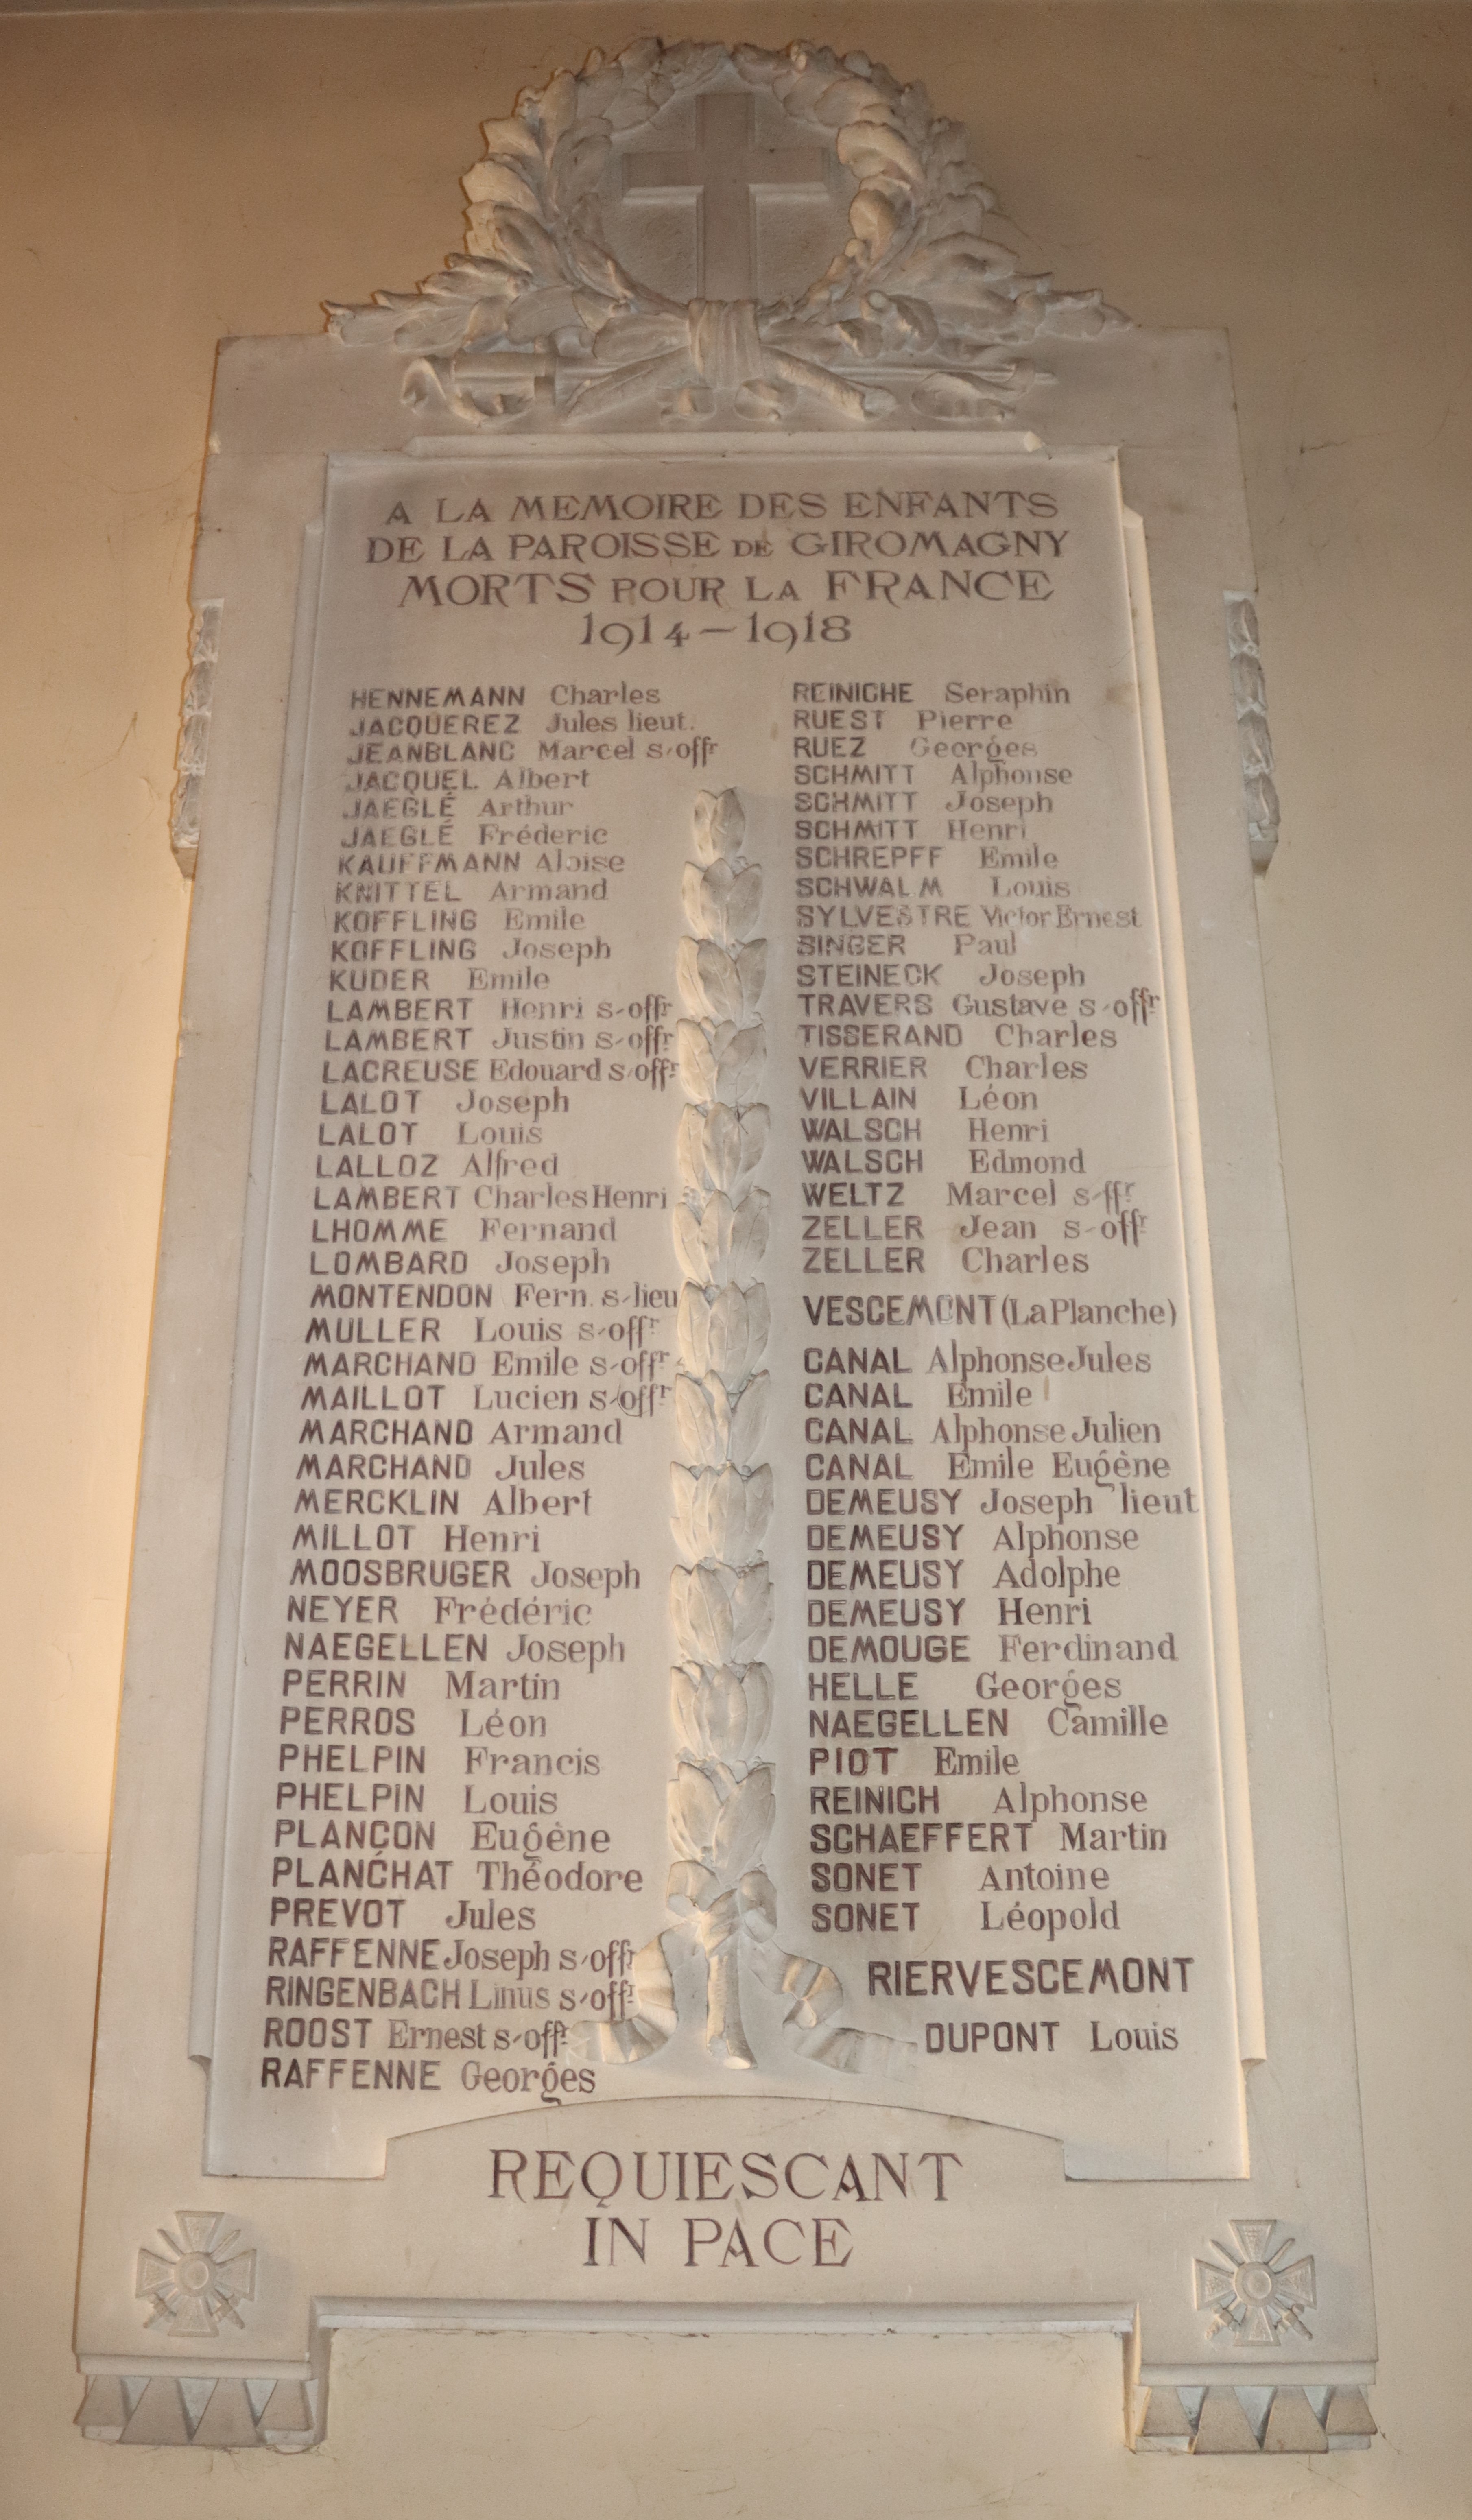 A LA MEMOIRE DES ENFANTS
DE LA PAROISSE DE GIROMAGNY
MORTS POUR LA FRANCE
1914-1918
HENNEMANN Charles
JACQUEREZ Jules lieut.
JEANBLANC Marcel s-offr
JACQUEL Albert
JAEGLÉ Arthur
JAEGLÉ Fréderic
KAUFFMANN Aloise
KNITTEL Armand
KOFFLING Emile
KOFFLING Joseph
KUDER Emile
LAMBERT Henri s-offr
LAMBERT Justin s-offr
LACREUSE Edouard s-offr
LALOT Joseph
LALOT Louis
LALLOZ Alfred
LAMBERT Charles Henri
LHOMME Fernand
LOMBARD Joseph
MONTENDON Fern. s-lieu
MULLER Louis s-offr
MARCHAND Emile s-offr
MAILLOT Lucien s-offr
MARCHAND Armand
MARCHAND Jules
MERCKLIN Albert
MILLOT Henri
MOOSBRUGER Joseph
NEYER Frédéric
NAEGELLEN Joseph
PERRIN Martin
PERROS Léon
PHELPIN Francis
PHELPIN Louis
PLANÇON Eugène
PLANCHAT Théodore
PREVOT Jules
RAFFENNE Joseph s-offr
RINGENBACH Linus s-offr
ROOST Ernest s-offr
RAFFENNE Georges
REINICHE Seraphin
RUEST Pierre
RUEZ Georges
SCHMITT Alphonse
SCHMITT Joseph
SCHMITT Henri
SCHREPFF Emile
SCHWALM Louis
SYLVESTRE Victor Ernest
SINGER Paul
STEINECK Joseph
TRAVERS Gustave s-offr
TISSERAND Charles
VERRIER Charles
VILLAIN Léon
WALSCH Henri
WALSCH Edmond
WELTZ Marcel s-ffr
ZELLER Jean s-offr
ZELLER Charles
VESCEMONT (La Planche)
CANAL Alphonse Jules
CANAL Emile
CANAL Alphonse Julien
CANAL Emile Eugène
DEMEUSY Joseph lieut
DEMEUSY Alphonse
DEMEUSY Adolphe
DEMEUSY Henri
DEMOUGE Ferdinand
HELLE Georges
NAEGELLEN Camille
PIOT Emile
REINICH Alphonse
SCHAEFFERT Martin
SONET Antoine
SONET Léopold
RIERVESCEMONT
DUPONT Louis
REQUIESCANT
IN PACE